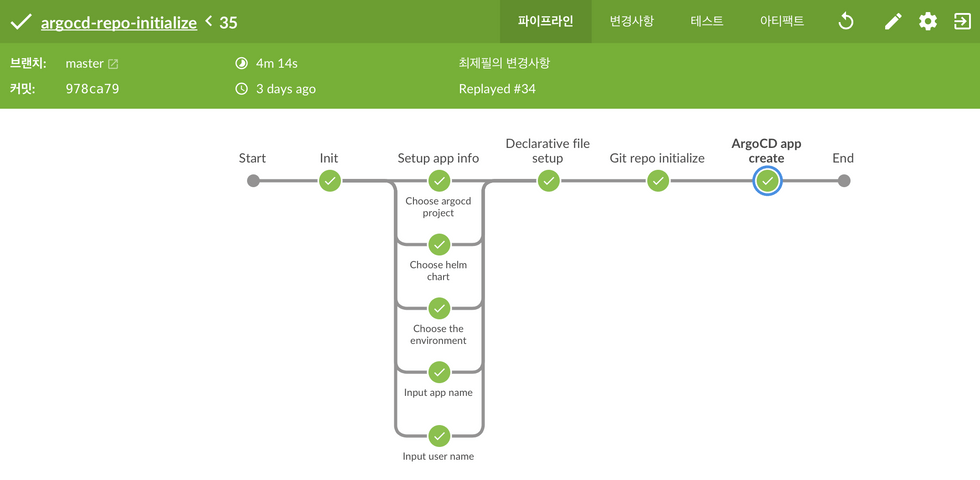 argocd-repo-initialize < 35
파이프라인 변경사항 테스트 아티팩트
브랜치: master 4m 14s 최제필의 변경사항
커밋: 978ca79 3 days ago Replayed #34
Start Init Setup app info Declarative file setup Git repo initialize ArgoCD app create End
Choose argocd
project
Choose helm
chart
Choose the
environment
Input app name
Input user name